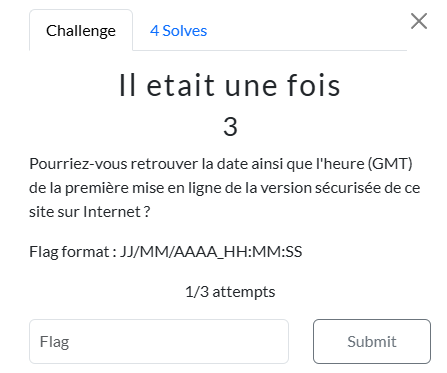 Challenge
4 Solves
Il etait une fois
3
Pourriez-vous retrouver la date ainsi que l'heure (GMT)
de la première mise en ligne de la version sécurisée de ce
site sur Internet ?
Flag format : JJ/MM/AAAA_HH:MM:SS
1/3 attempts
Flag
Submit